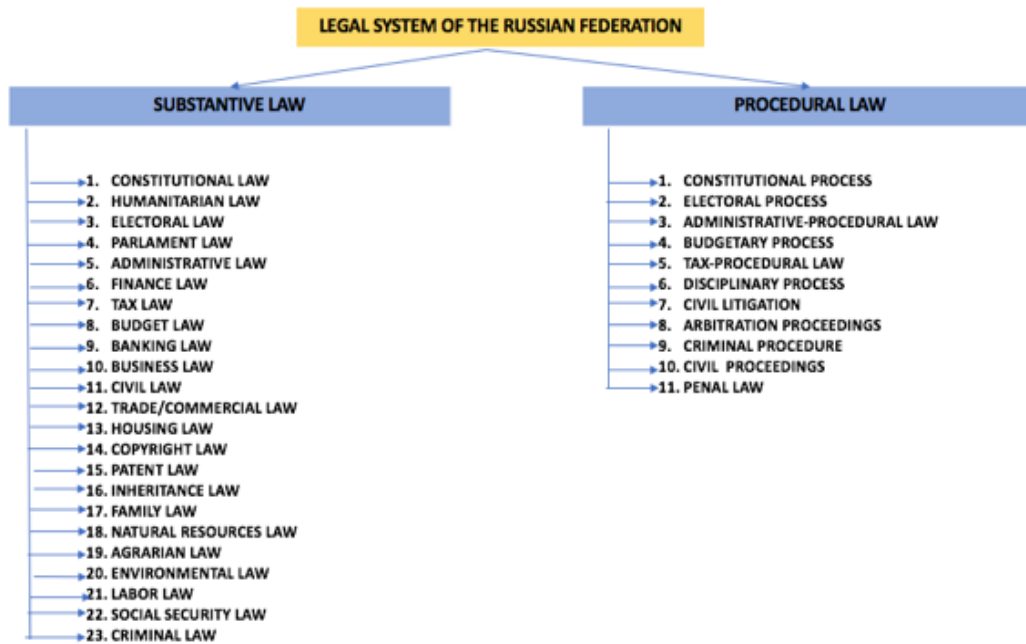 LEGAL SYSTEM OF THE RUSSIAN FEDERATION
SUBSTANTIVE LAW
1. CONSTITUTIONAL LAW
2. HUMANITARIAN LAW
3. ELECTORAL LAW
4. PARLAMENT LAW
5. ADMINISTRATIVE LAW
6. FINANCE LAW
7. TAX LAW
8. BUDGET LAW
9. BANKING LAW
10. BUSINESS LAW
11. CIVIL LAW
12. TRADE/COMMERCIAL LAW
13. HOUSING LAW
14. COPYRIGHT LAW
15. PATENT LAW
16. INHERITANCE LAW
17. FAMILY LAW
18. NATURAL RESOURCES LAW
19. AGRARIAN LAW
20. ENVIRONMENTAL LAW
21. LABOR LAW
22. SOCIAL SECURITY LAW
23. CRIMINAL LAW
PROCEDURAL LAW
1. CONSTITUTIONAL PROCESS
2. ELECTORAL PROCESS
3. ADMINISTRATIVE-PROCEDURAL LAW
4. BUDGETARY PROCESS
5. TAX-PROCEDURAL LAW
6. DISCIPLINARY PROCESS
7. CIVIL LITIGATION
8. ARBITRATION PROCEEDINGS
9. CRIMINAL PROCEDURE
10. CIVIL PROCEEDINGS
11. PENAL LAW